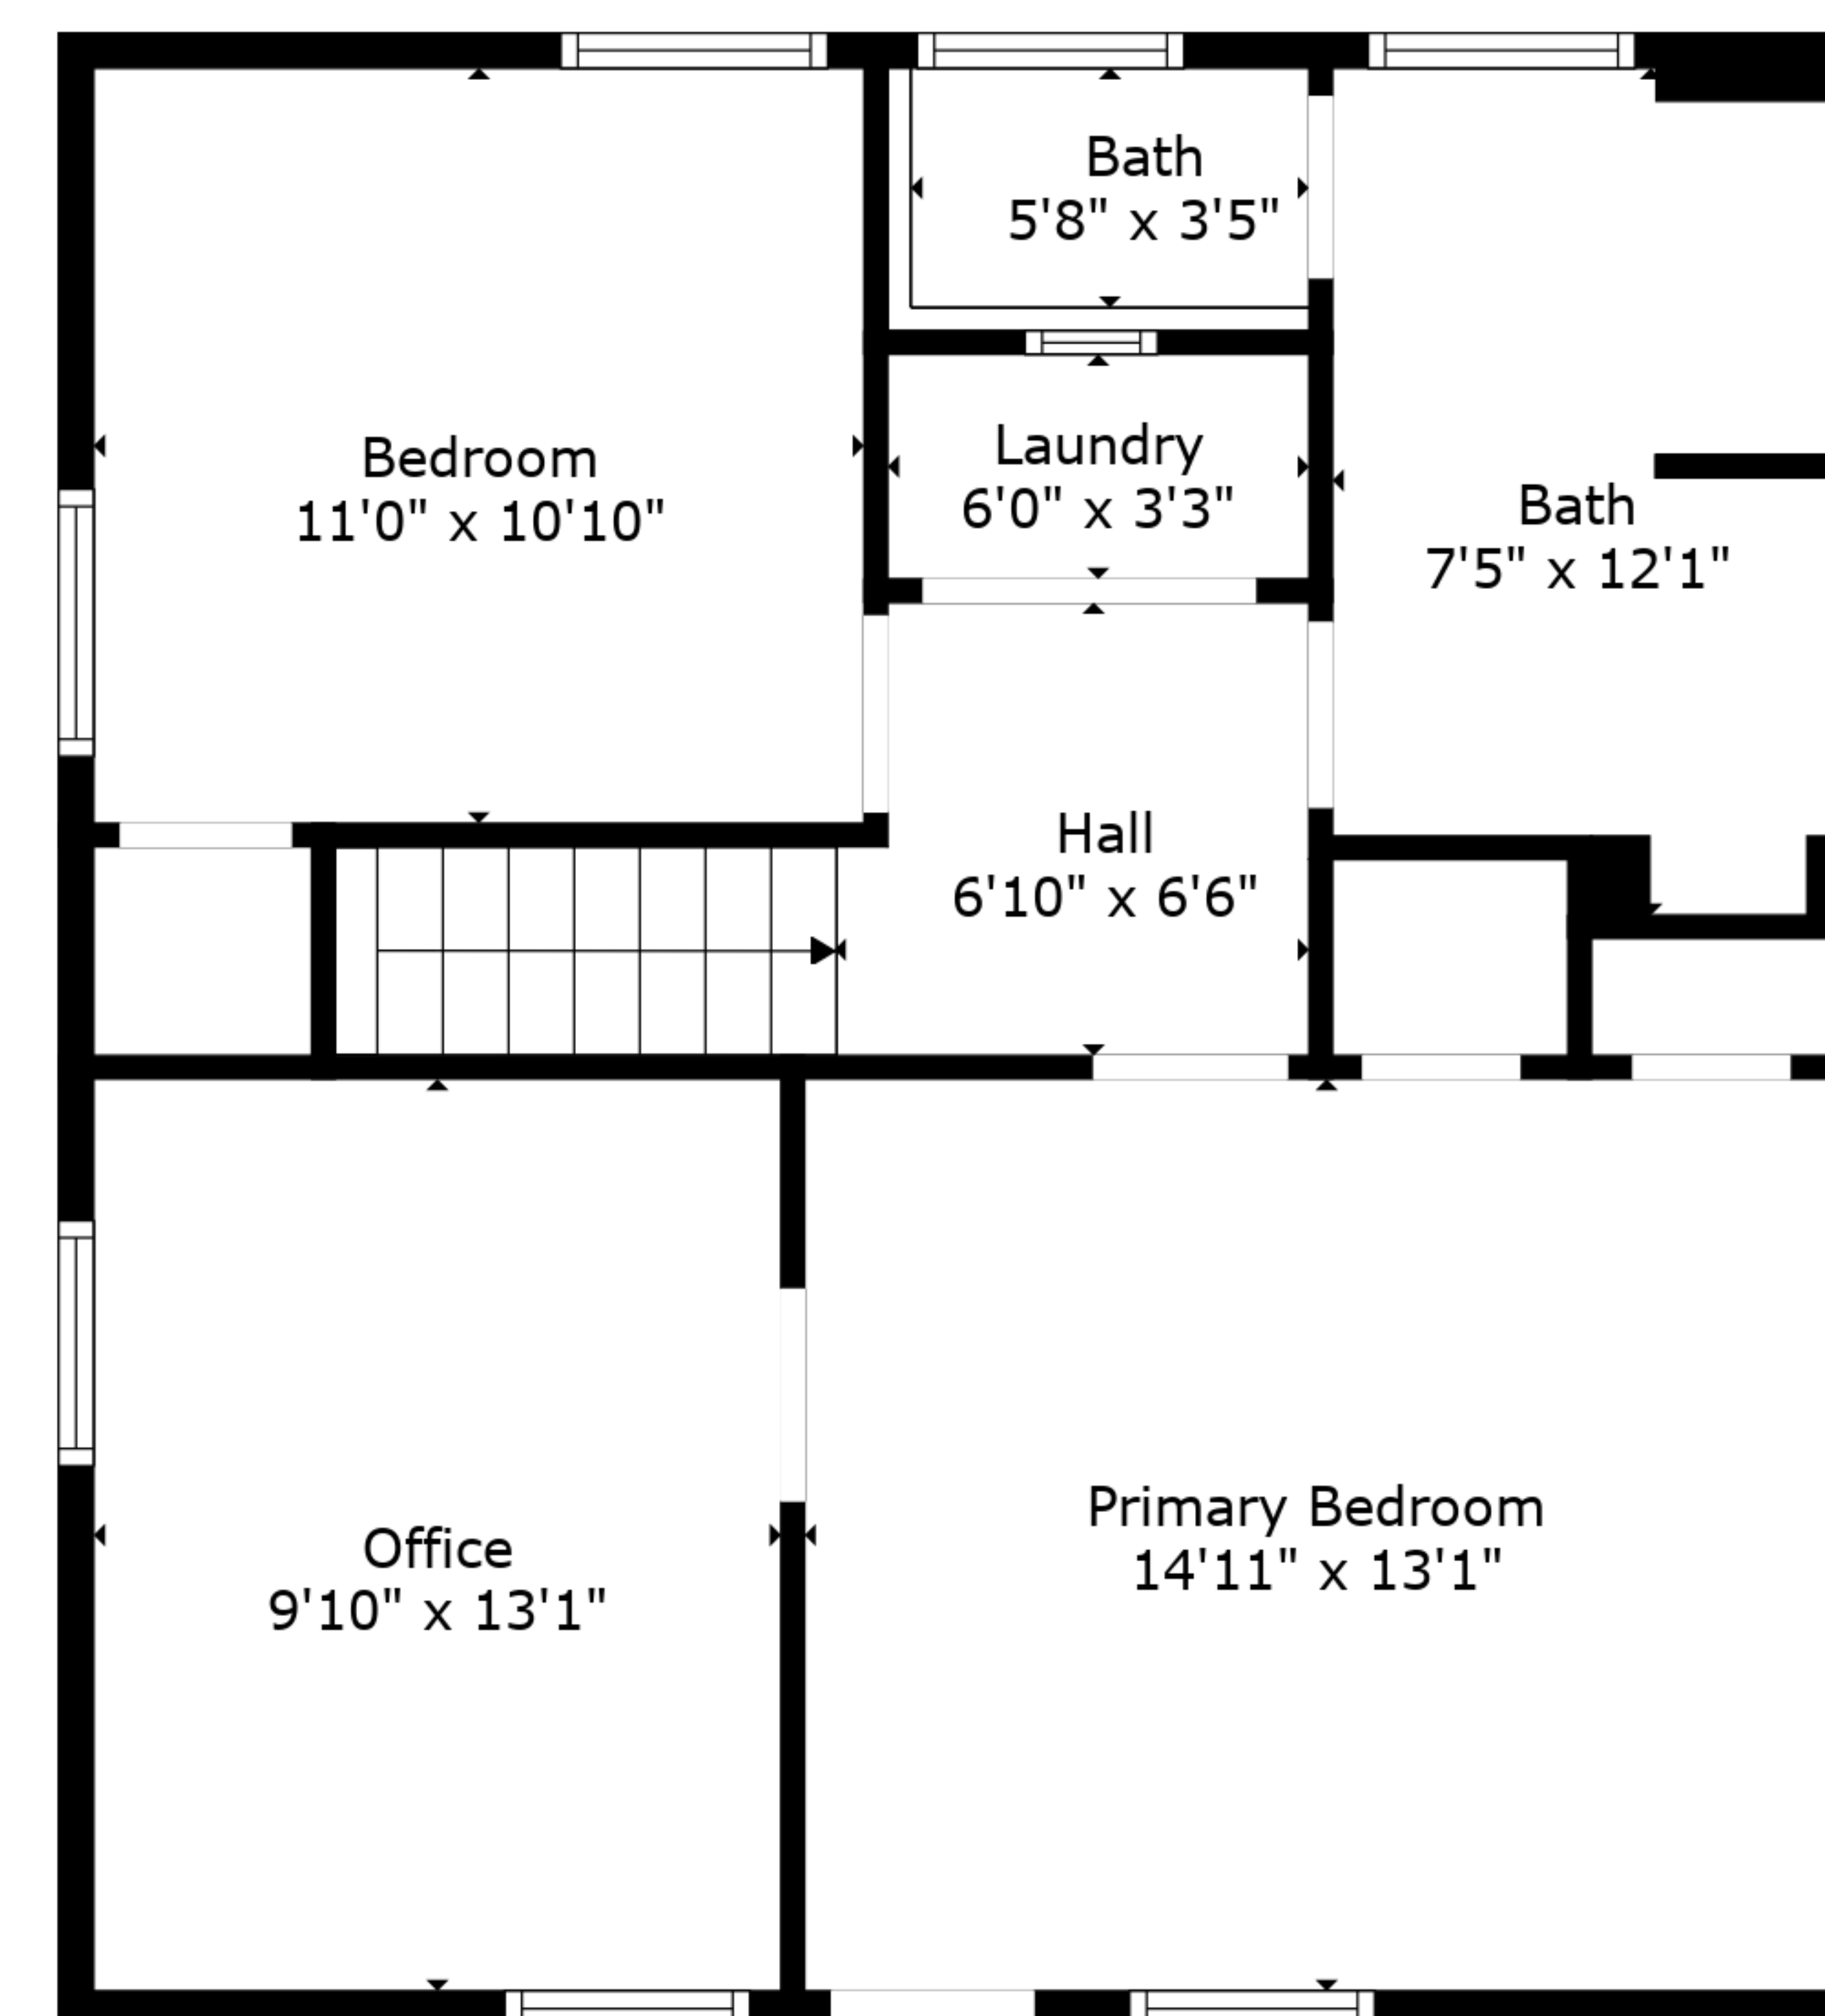 Bath
5'8" x 3'5"
Bedroom
11'0" x 10'10"
Laundry
6'0" x 3'3"
Bath
7'5" x 12'1"
Hall
6'10" x 6'6"
Office
9'10" x 13'1"
Primary Bedroom
14'11" x 13'1"